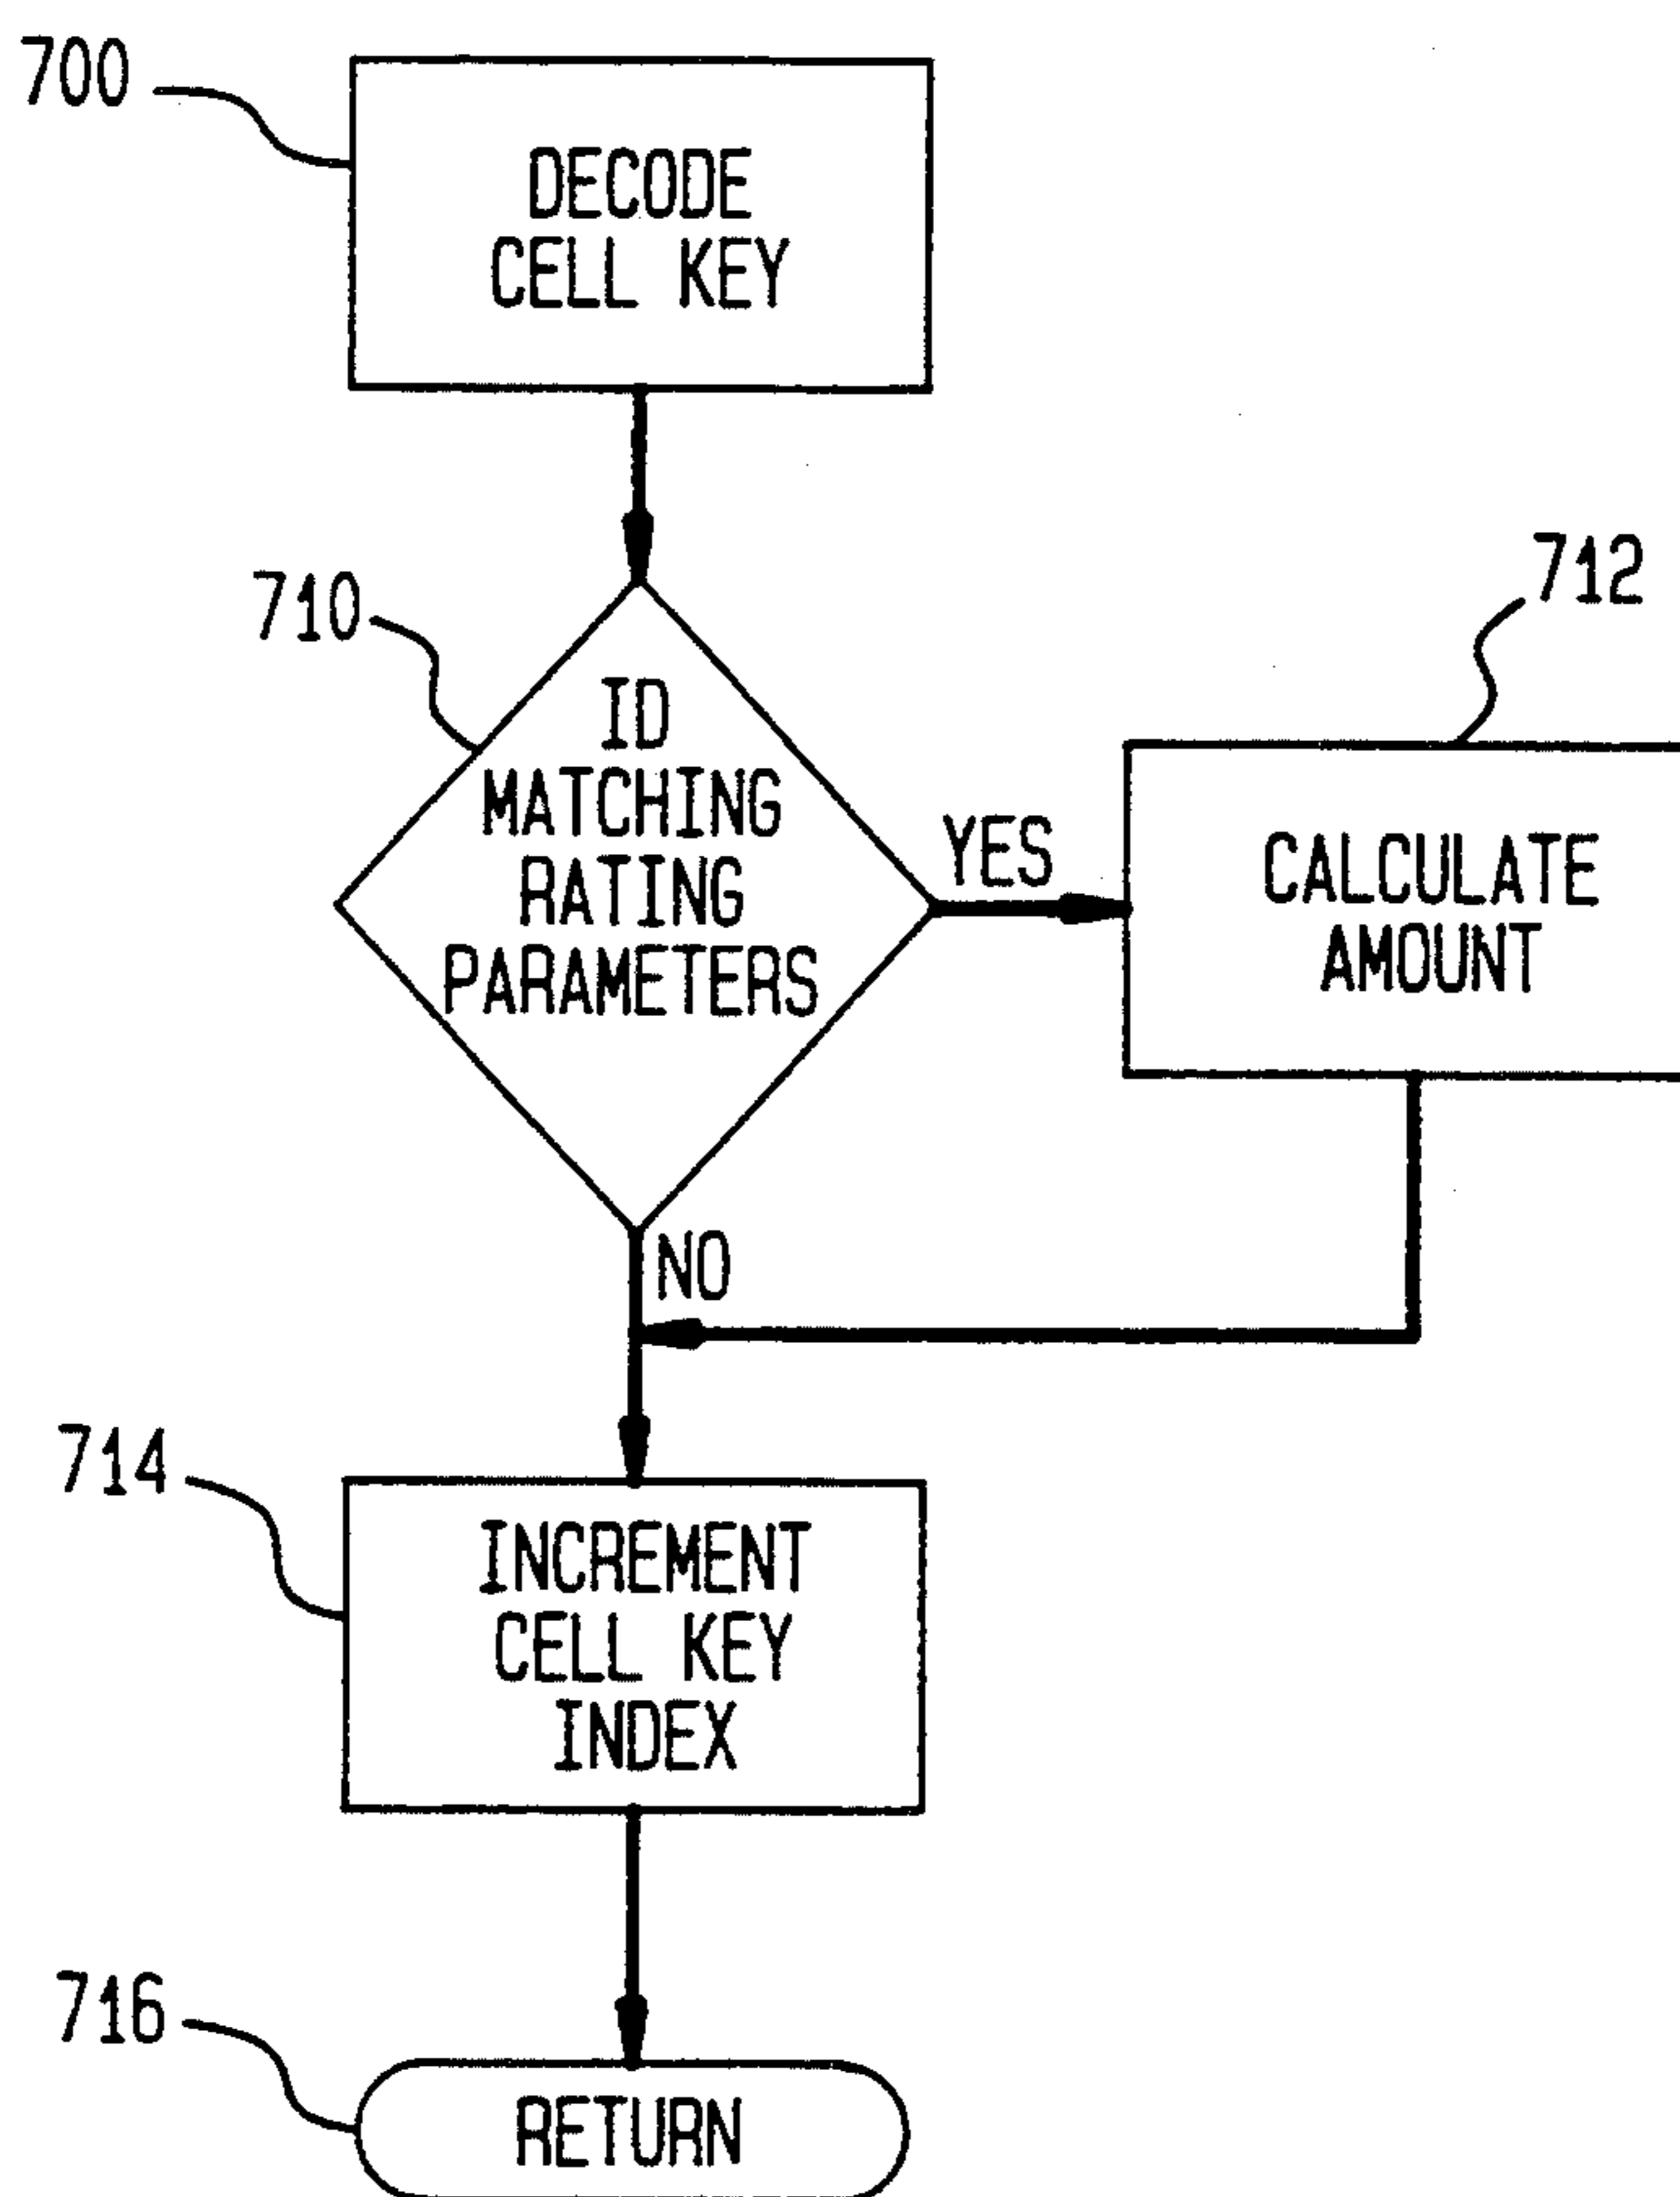 700
DECODE
CELL KEY
710
ID
MATCHING
RATING
PARAMETERS
YES
712
CALCULATE
AMOUNT
NO
714
INCREMENT
CELL KEY
INDEX
716
RETURN